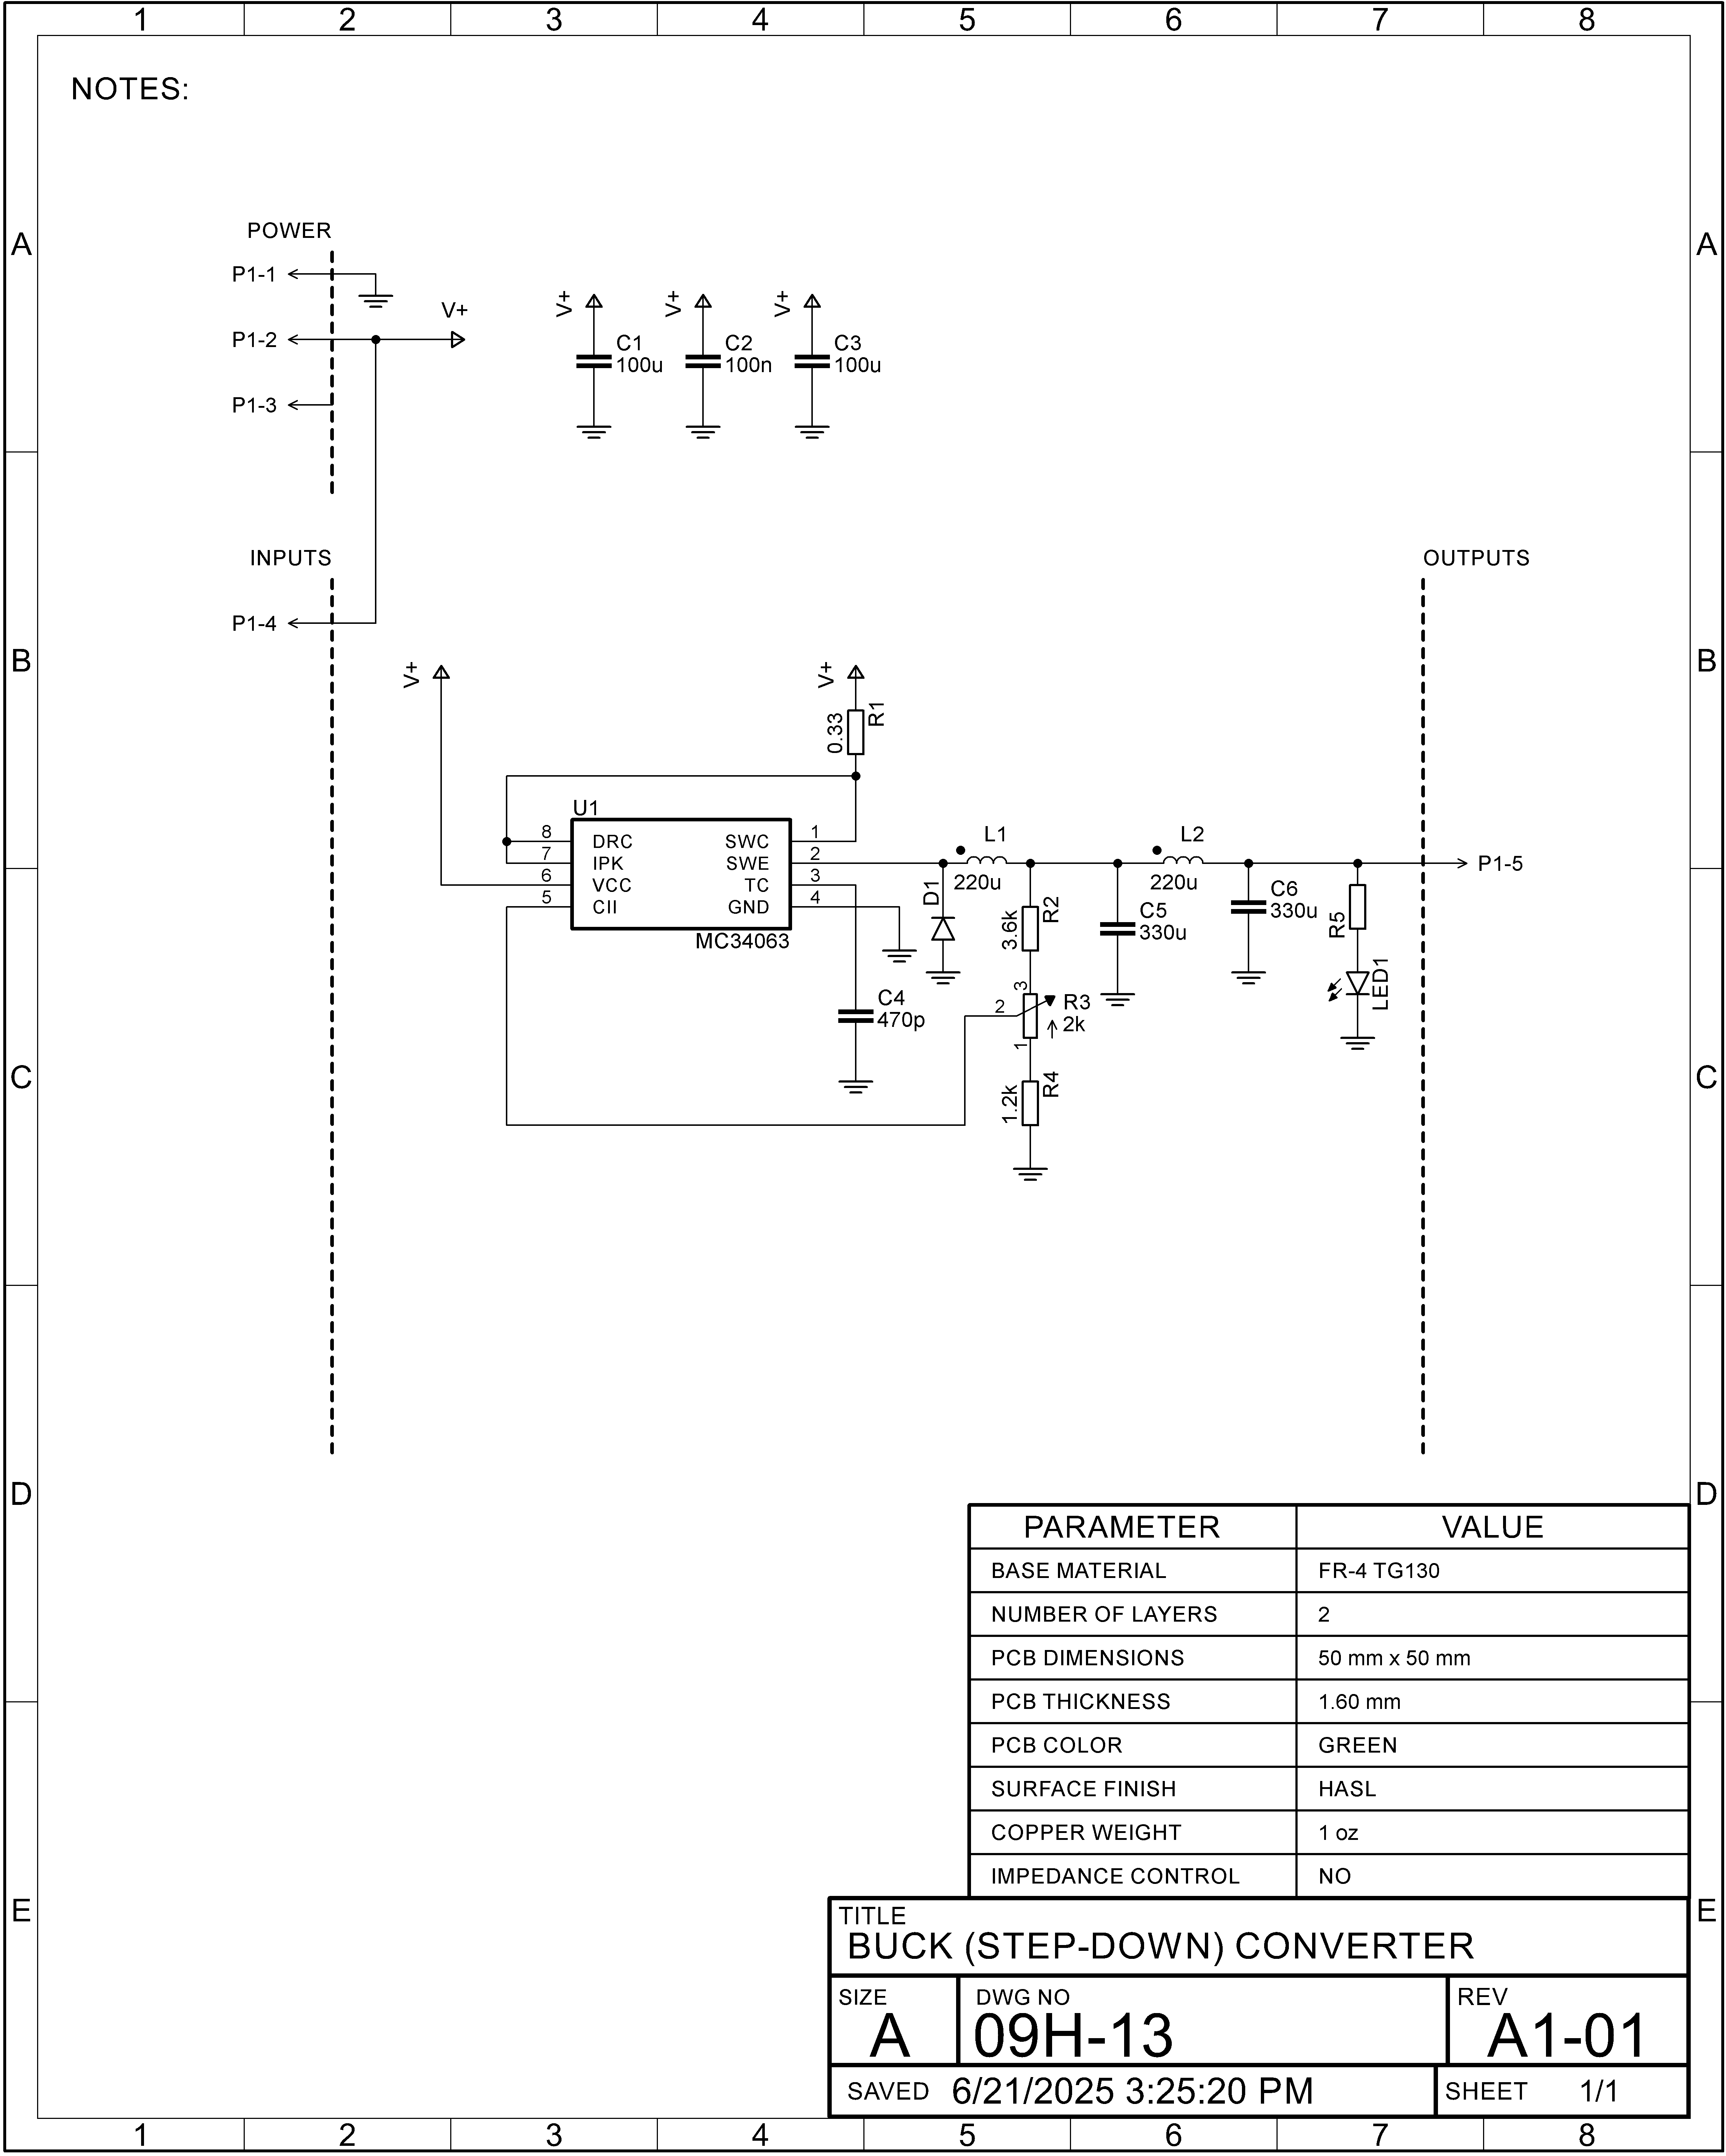 1 2 3 4 5 6 7 8
NOTES:
A A
POWER
P1-1
V+
P1-2
P1-3
V+ V+ V+
C1 C2 C3
100u 100n 100u
INPUTS
P1-4
OUTPUTS
B B
V+ V+
0.33 R1
U1
8 DRC SWC 1
7 IPK SWE 2
6 VCC TC 3
5 CII GND 4
MC34063
L1
220u
L2
220u
P1-5
D1
3.6k R2
C5
330u
C6
330u
R5
LED1
C4
470p
3
2
1
R3
2k
1.2k R4
C C
D D
PARAMETER VALUE
BASE MATERIAL FR-4 TG130
NUMBER OF LAYERS 2
PCB DIMENSIONS 50 mm x 50 mm
PCB THICKNESS 1.60 mm
PCB COLOR GREEN
SURFACE FINISH HASL
COPPER WEIGHT 1 oz
IMPEDANCE CONTROL NO
E E
TITLE
BUCK (STEP-DOWN) CONVERTER
SIZE DWG NO REV
A 09H-13 A1-01
SAVED 6/21/2025 3:25:20 PM SHEET 1/1
1 2 3 4 5 6 7 8